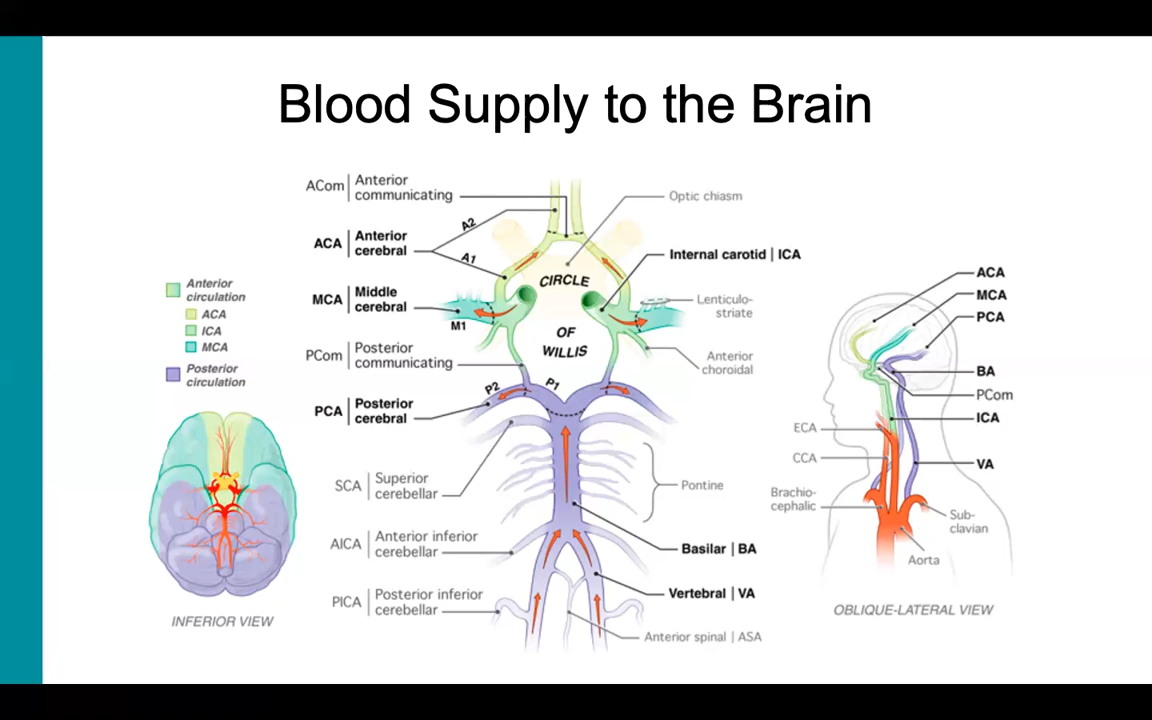 Blood Supply to the Brain
ACom | Anterior
communicating
Optic chiasm
A2
ACA | Anterior
cerebral
A1
Internal carotid | ICA
CIRCLE
OF
WILLIS
MCA | Middle
cerebral
M1
Lenticulo-
striate
PCom | Posterior
communicating
Anterior
choroidal
P2
P1
PCA | Posterior
cerebral
SCA | Superior
cerebellar
Pontine
AICA | Anterior inferior
cerebellar
Basilar | BA
Vertebral | VA
PICA | Posterior inferior
cerebellar
Anterior spinal | ASA
Anterior
circulation
ACA
ICA
MCA
Posterior
circulation
INFERIOR VIEW
ACA
MCA
PCA
BA
PCom
ICA
ECA
CCA
VA
Brachio-
cephalic
Sub-
clavian
Aorta
OBLIQUE-LATERAL VIEW